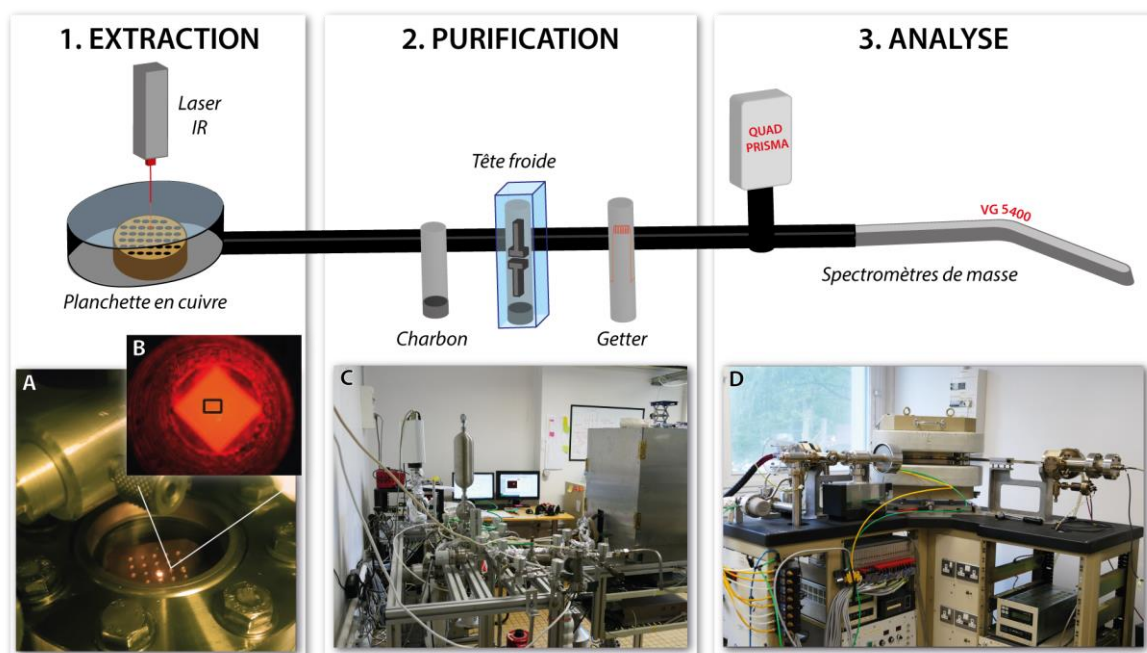 1. EXTRACTION
Laser
IR
Planchette en cuivre
B
A
2. PURIFICATION
Tête froide
Charbon
Getter
C
3. ANALYSE
QUAD
PRISMA
VG 5400
Spectromètres de masse
D